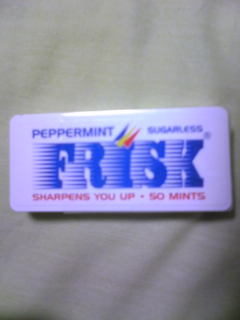 PEPPERMINT SUGARLESS
FRISK®
SHARPENS YOU UP • 50 MINTS